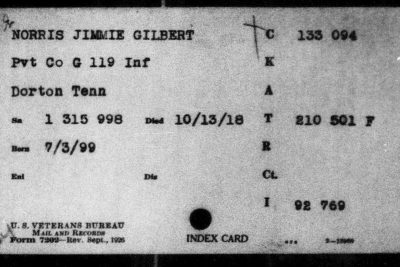 NORRIS JIMMIE GILBERT C 133 094
Pvt Co G 119 Inf K
Dorton Tenn A
Sn 1 315 998 Died 10/13/18 T 210 501 F
Born 7/3/99 R
Enl Dis Ct.
I 92 769
U. S. VETERANS BUREAU
MAIL AND RECORDS
Form 7202—Rev. Sept., 1926 INDEX CARD